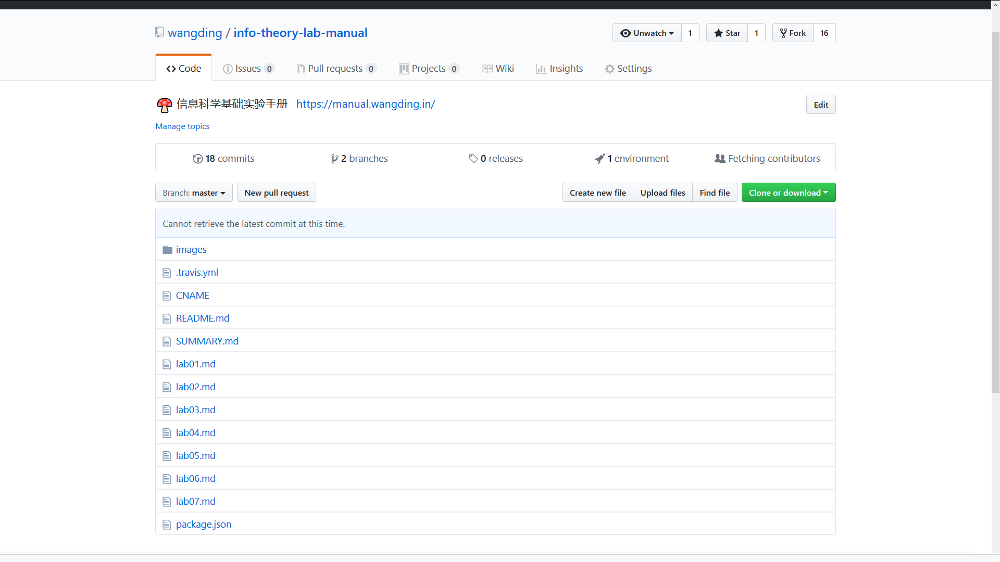 wangding / info-theory-lab-manual
Unwatch 1 Star 1 Fork 16
Code Issues 0 Pull requests 0 Projects 0 Wiki Insights Settings
信息科学基础实验手册 https://manual.wangding.in/
Edit
Manage topics
18 commits 2 branches 0 releases 1 environment Fetching contributors
Branch: master New pull request Create new file Upload files Find file Clone or download
Cannot retrieve the latest commit at this time.
images
.travis.yml
CNAME
README.md
SUMMARY.md
lab01.md
lab02.md
lab03.md
lab04.md
lab05.md
lab06.md
lab07.md
package.json